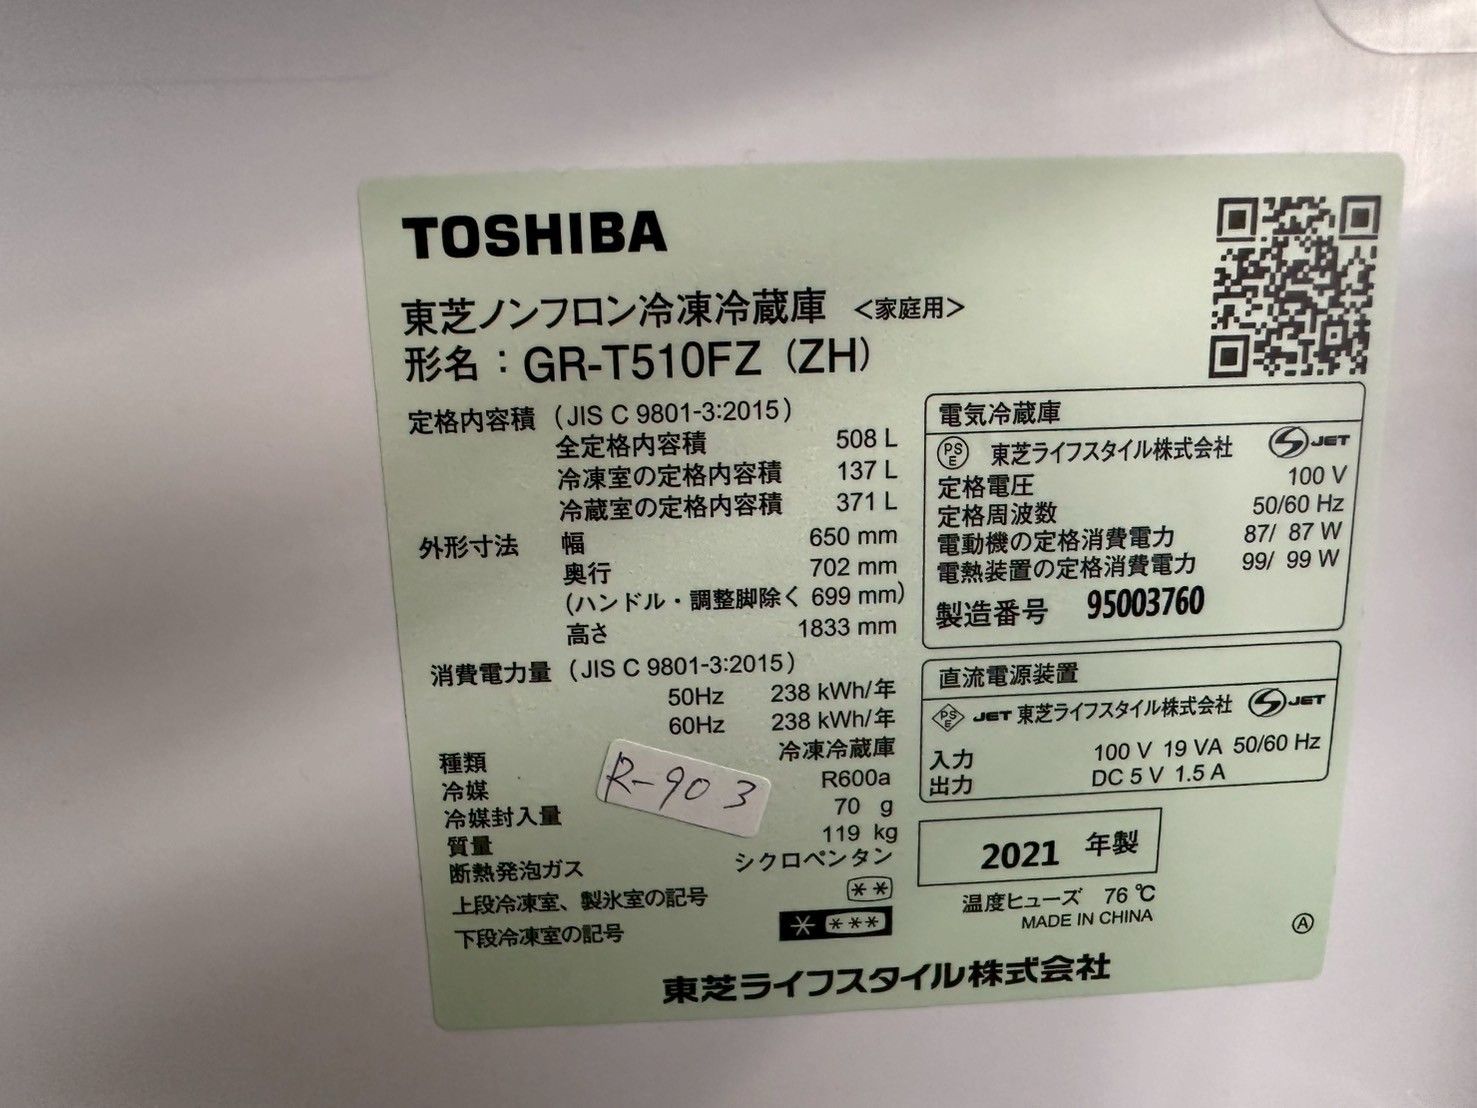 TOSHIBA
東芝ノンフロン冷凍冷蔵庫 <家庭用>
形名：GR-T510FZ (ZH)
定格内容積 (JIS C 9801-3:2015)
全定格内容積 508 L
冷凍室の定格内容積 137 L
冷蔵室の定格内容積 371 L
外形寸法 幅 650 mm
奥行 702 mm
(ハンドル・調整脚除く 699 mm)
高さ 1833 mm
消費電力量 (JIS C 9801-3:2015)
50Hz 238 kWh/年
60Hz 238 kWh/年
種類 冷凍冷蔵庫
冷媒 R600a
冷媒封入量 70 g
質量 119 kg
断熱発泡ガス シクロペンタン
上段冷凍室、製氷室の記号 **
下段冷凍室の記号 * ***
R-903
電気冷蔵庫
PSE 東芝ライフスタイル株式会社 SJET
定格電圧 100 V
定格周波数 50/60 Hz
電動機の定格消費電力 87/ 87 W
電熱装置の定格消費電力 99/ 99 W
製造番号 95003760
直流電源装置
PSE JET 東芝ライフスタイル株式会社 SJET
入力 100 V 19 VA 50/60 Hz
出力 DC 5 V 1.5 A
2021 年製
温度ヒューズ 76 ℃
MADE IN CHINA
Ⓐ
東芝ライフスタイル株式会社